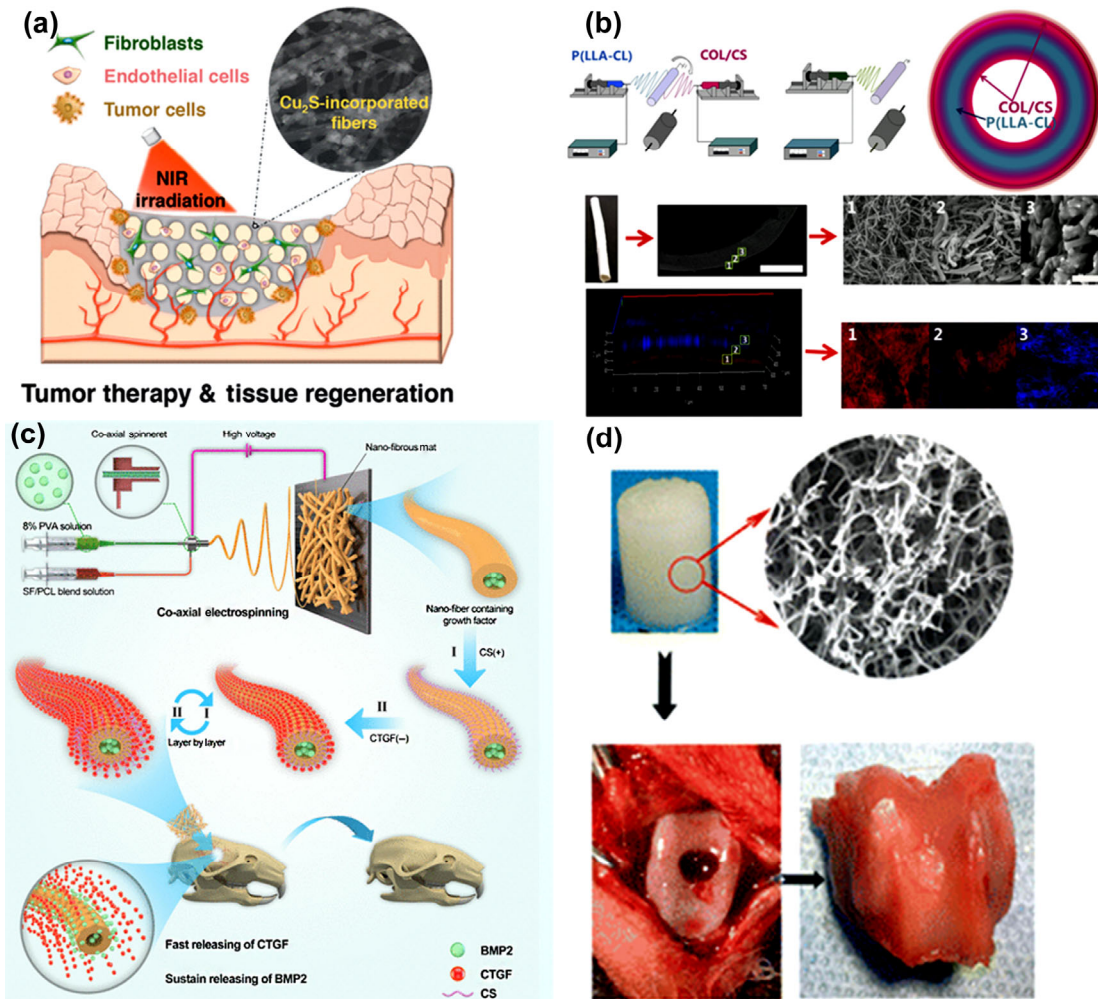 (a)
Fibroblasts
Endothelial cells
Tumor cells
Cu₂S-incorporated
fibers
NIR
irradiation
Tumor therapy & tissue regeneration
(b)
P(LLA-CL)
COL/CS
COL/CS
P(LLA-CL)
1
2
3
1
2
3
1
2
3
1
2
3
(c)
Co-axial spinneret
High voltage
Nano-fibrous mat
8% PVA solution
SF/PCL blend solution
Co-axial electrospinning
Nano-fiber containing
growth factor
I
CS(+)
II
CTGF(−)
II
I
Layer by layer
Fast releasing of CTGF
Sustain releasing of BMP2
BMP2
CTGF
CS
(d)